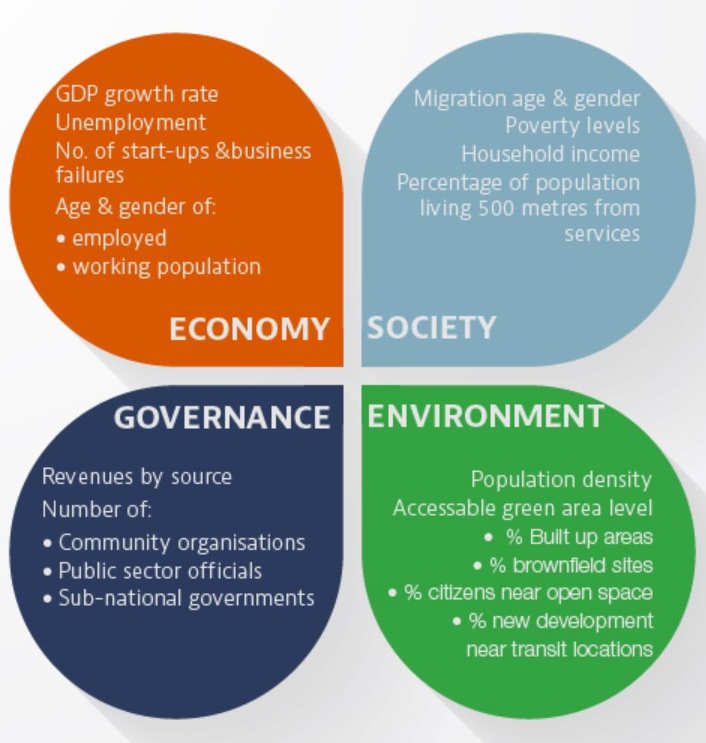 GDP growth rate
Unemployment
No. of start-ups &business
failures
Age & gender of:
• employed
• working population
ECONOMY
Migration age & gender
Poverty levels
Household income
Percentage of population
living 500 metres from
services
SOCIETY
GOVERNANCE
Revenues by source
Number of:
• Community organisations
• Public sector officials
• Sub-national governments
ENVIRONMENT
Population density
Accessable green area level
• % Built up areas
• % brownfield sites
• % citizens near open space
• % new development
near transit locations